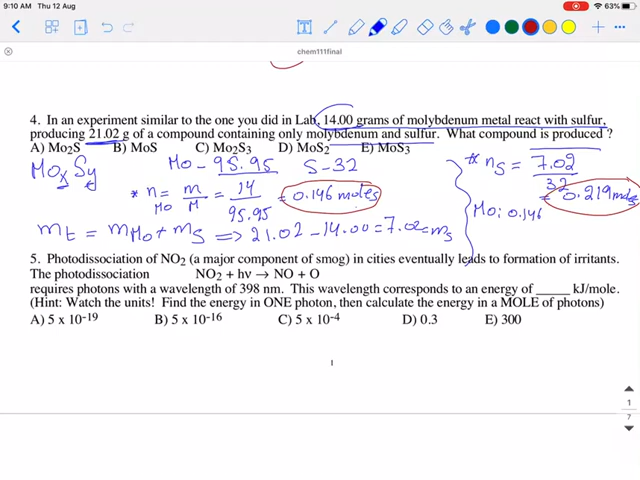 9:10 AM Thu 12 Aug
63%
chem111final
4. In an experiment similar to the one you did in Lab, 14.00 grams of molybdenum metal react with sulfur,
producing 21.02 g of a compound containing only molybdenum and sulfur. What compound is produced ?
A) Mo2S B) MoS C) Mo2S3 D) MoS2 E) MoS3
MOx Sy
Mo - 95.95 S - 32
* n Mo = m/M = 14/95.95 = 0.146 moles
mt = mMo + mS ⇒ 21.02 - 14.00 = 7.02 = ms
** nS = 7.02/32 = 0.219 moles
Mo: 0.146
5. Photodissociation of NO2 (a major component of smog) in cities eventually leads to formation of irritants.
The photodissociation NO2 + hν → NO + O
requires photons with a wavelength of 398 nm. This wavelength corresponds to an energy of _____ kJ/mole.
(Hint: Watch the units! Find the energy in ONE photon, then calculate the energy in a MOLE of photons)
A) 5 x 10-19 B) 5 x 10-16 C) 5 x 10-4 D) 0.3 E) 300
1
1
7